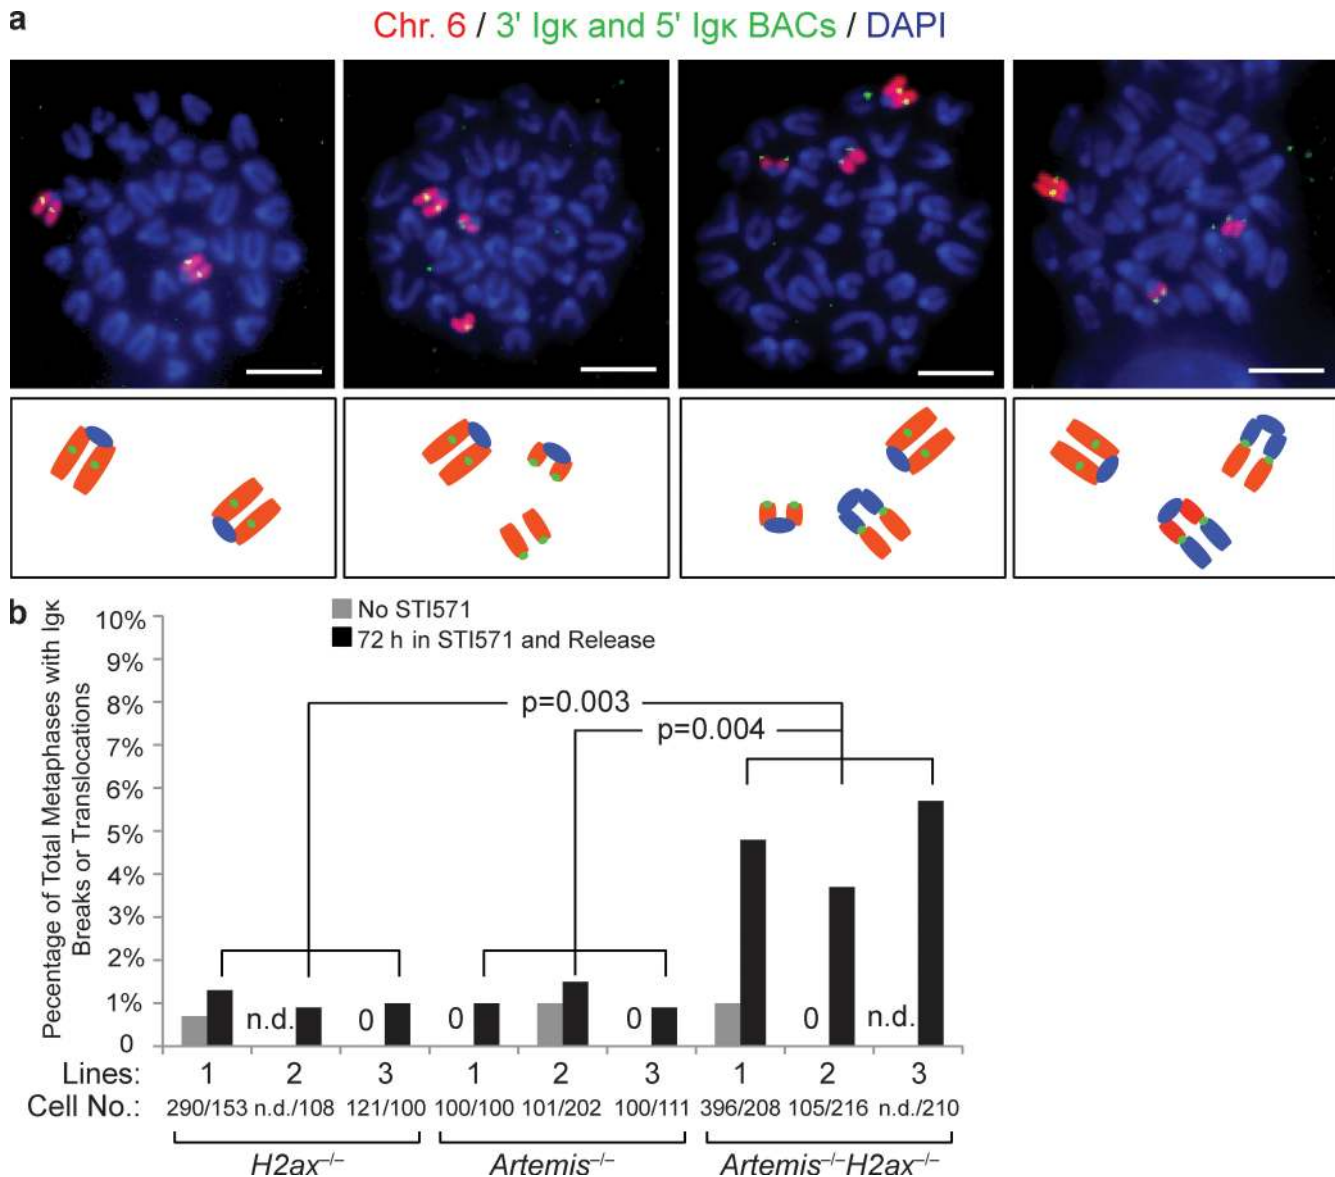 a
Chr. 6 / 3' Igκ and 5' Igκ BACs / DAPI
b
Pecentage of Total Metaphases with Igκ
Breaks or Translocations
No STI571
72 h in STI571 and Release
10%
9%
8%
7%
6%
5%
4%
3%
2%
1%
0
p=0.003
p=0.004
n.d. 0 0 0 0 n.d.
Lines: 1 2 3 1 2 3 1 2 3
Cell No.: 290/153 n.d./108 121/100 100/100 101/202 100/111 396/208 105/216 n.d./210
H2ax–/– Artemis–/– Artemis–/–H2ax–/–